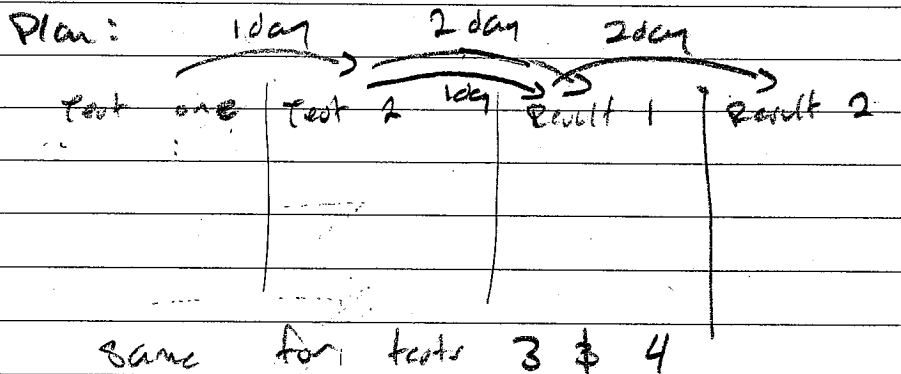 Plan:
1 day 2 day 2 day
Test one Test 2 1 day Result 1 Result 2
same for tests 3 & 4